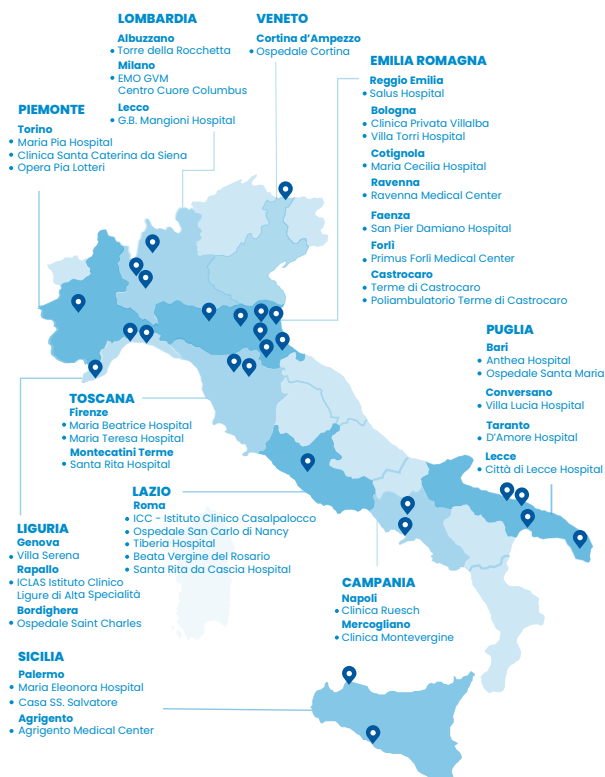 LOMBARDIA
Albuzzano
• Torre della Rocchetta
Milano
• EMO GVM
Centro Cuore Columbus
Lecco
• G.B. Mangioni Hospital
VENETO
Cortina d'Ampezzo
• Ospedale Cortina
EMILIA ROMAGNA
Reggio Emilia
• Salus Hospital
Bologna
• Clinica Privata Villalba
• Villa Torri Hospital
Cotignola
• Maria Cecilia Hospital
Ravenna
• Ravenna Medical Center
Faenza
• San Pier Damiano Hospital
Forlì
• Primus Forlì Medical Center
Castrocaro
• Terme di Castrocaro
• Poliambulatorio Terme di Castrocaro
PIEMONTE
Torino
• Maria Pia Hospital
• Clinica Santa Caterina da Siena
• Opera Pia Lotteri
PUGLIA
Bari
• Anthea Hospital
• Ospedale Santa Maria
Conversano
• Villa Lucia Hospital
Taranto
• D'Amore Hospital
Lecce
• Città di Lecce Hospital
TOSCANA
Firenze
• Maria Beatrice Hospital
• Maria Teresa Hospital
Montecatini Terme
• Santa Rita Hospital
LAZIO
Roma
• ICC - Istituto Clinico Casalpalocco
• Ospedale San Carlo di Nancy
• Tiberia Hospital
• Beata Vergine del Rosario
• Santa Rita da Cascia Hospital
LIGURIA
Genova
• Villa Serena
Rapallo
• ICLAS Istituto Clinico
Ligure di Alta Specialità
Bordighera
• Ospedale Saint Charles
CAMPANIA
Napoli
• Clinica Ruesch
Mercogliano
• Clinica Montevergine
SICILIA
Palermo
• Maria Eleonora Hospital
• Casa SS. Salvatore
Agrigento
• Agrigento Medical Center